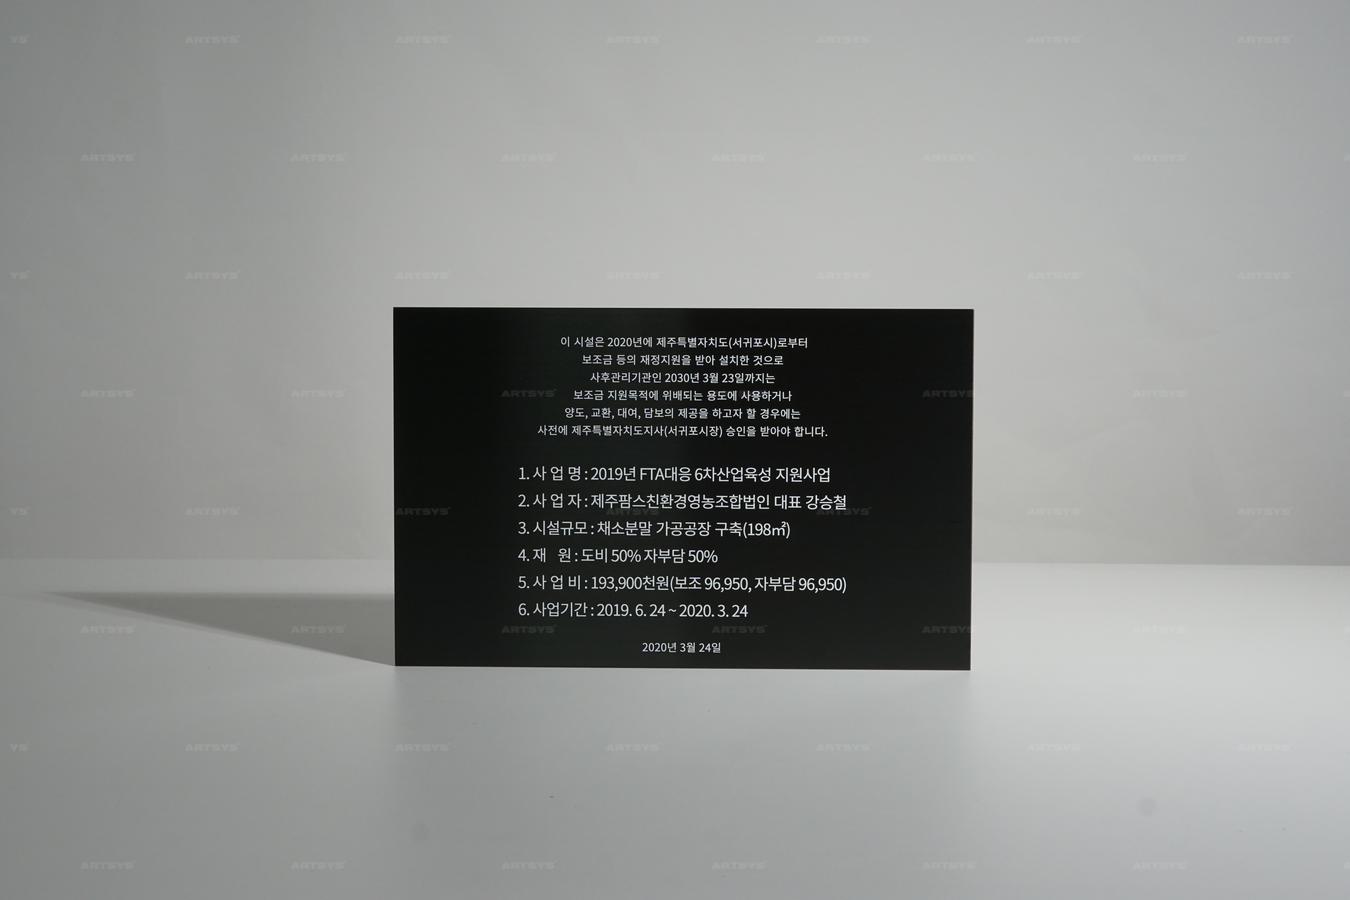 이 시설은 2020년에 제주특별자치도(서귀포시)로부터
보조금 등의 재정지원을 받아 설치한 것으로
사후관리기관인 2030년 3월 23일까지는
보조금 지원목적에 위배되는 용도에 사용하거나
양도, 교환, 대여, 담보의 제공을 하고자 할 경우에는
사전에 제주특별자치도지사(서귀포시장) 승인을 받아야 합니다.
1. 사 업 명 : 2019년 FTA대응 6차산업육성 지원사업
2. 사 업 자 : 제주팜스친환경영농조합법인 대표 강승철
3. 시설규모 : 채소분말 가공공장 구축(198㎡)
4. 재 원 : 도비 50% 자부담 50%
5. 사 업 비 : 193,900천원(보조 96,950, 자부담 96,950)
6. 사업기간 : 2019. 6. 24 ~ 2020. 3. 24
2020년 3월 24일
ARTSYS